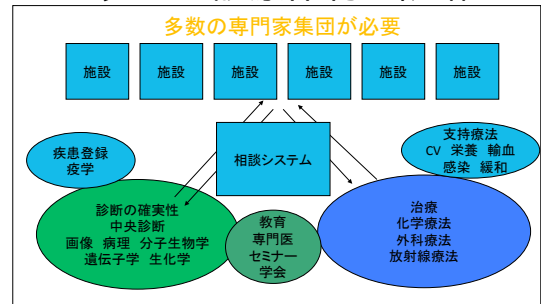 多数の専門家集団が必要
施設 施設 施設 施設 施設 施設
疾患登録
疫学
相談システム
支持療法
CV 栄養 輸血
感染 緩和
診断の確実性
中央診断
画像 病理 分子生物学
遺伝子学 生化学
教育
専門医
セミナー
学会
治療
化学療法
外科療法
放射線療法